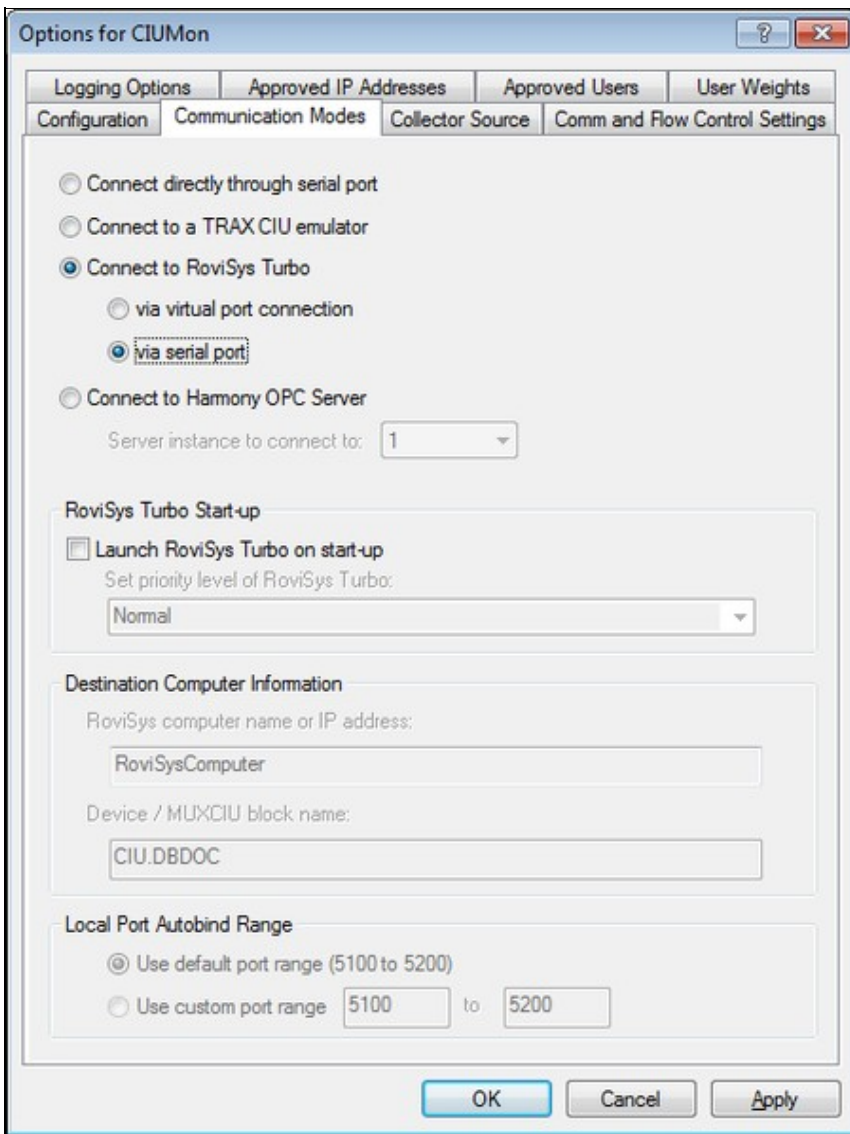 Options for CIUMon
Logging Options Approved IP Addresses Approved Users User Weights
Configuration Communication Modes Collector Source Comm and Flow Control Settings
Connect directly through serial port
Connect to a TRAX CIU emulator
Connect to RoviSys Turbo
via virtual port connection
via serial port
Connect to Harmony OPC Server
Server instance to connect to: 1
RoviSys Turbo Start-up
Launch RoviSys Turbo on start-up
Set priority level of RoviSys Turbo:
Normal
Destination Computer Information
RoviSys computer name or IP address:
RoviSysComputer
Device / MUXCIU block name:
CIU.DBDOC
Local Port Autobind Range
Use default port range (5100 to 5200)
Use custom port range 5100 to 5200
OK Cancel Apply